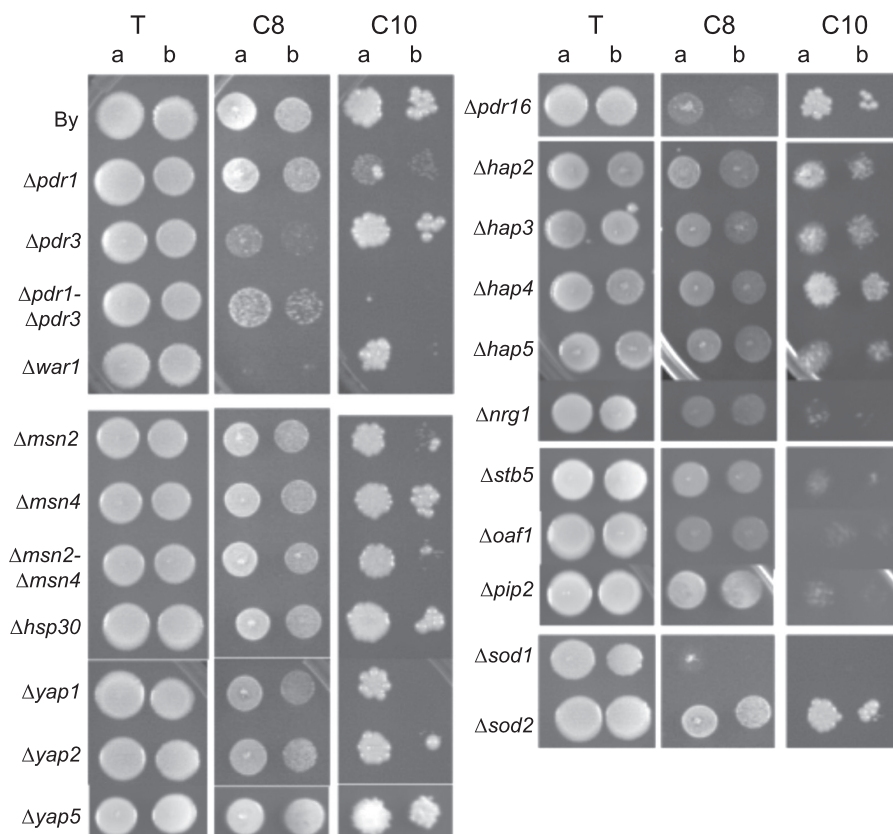 T C8 C10
a b a b a b
By
Δpdr1
Δpdr3
Δpdr1-
Δpdr3
Δwar1
Δmsn2
Δmsn4
Δmsn2-
Δmsn4
Δhsp30
Δyap1
Δyap2
Δyap5
T C8 C10
a b a b a b
Δpdr16
Δhap2
Δhap3
Δhap4
Δhap5
Δnrg1
Δstb5
Δoaf1
Δpip2
Δsod1
Δsod2